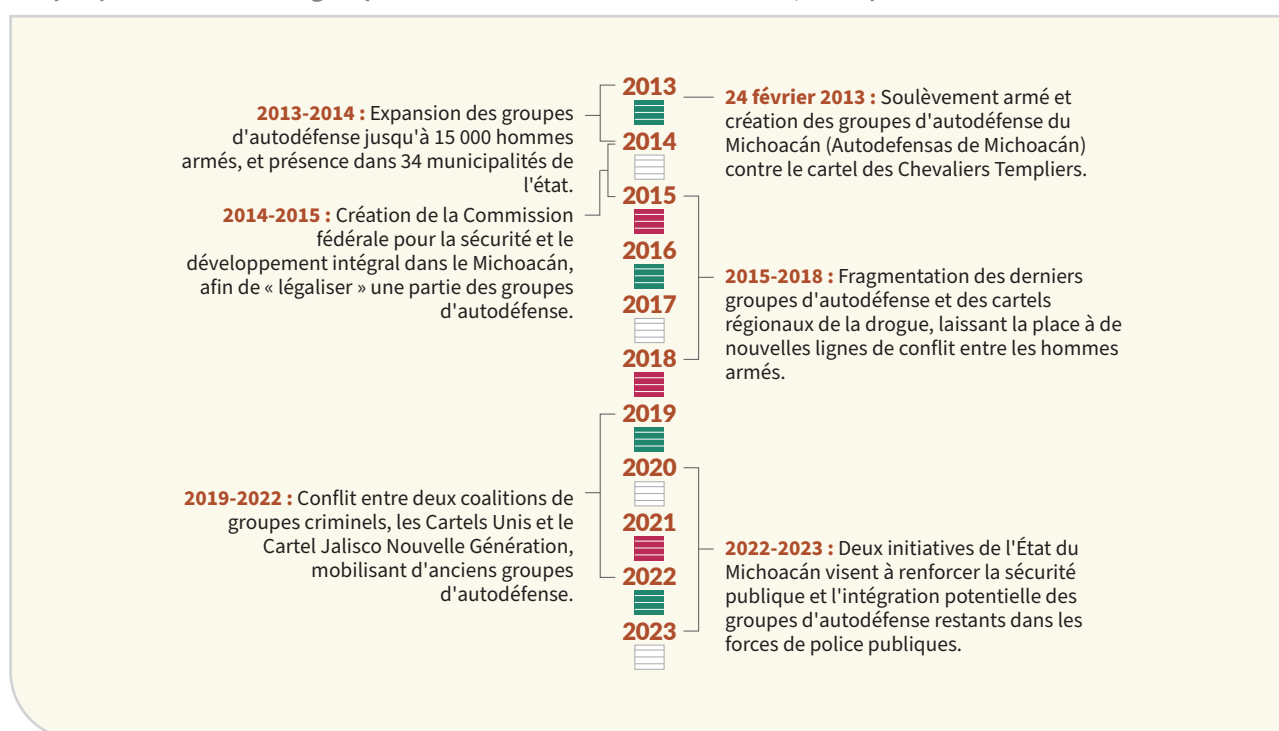 2013
24 février 2013 : Soulèvement armé et
création des groupes d'autodéfense du
Michoacán (Autodefensas de Michoacán)
contre le cartel des Chevaliers Templiers.
2013-2014 : Expansion des groupes
d'autodéfense jusqu'à 15 000 hommes
armés, et présence dans 34 municipalités de
l'état.
2014
2014-2015 : Création de la Commission
fédérale pour la sécurité et le
développement intégral dans le Michoacán,
afin de « légaliser » une partie des groupes
d'autodéfense.
2015
2016
2015-2018 : Fragmentation des derniers
groupes d'autodéfense et des cartels
régionaux de la drogue, laissant la place à de
nouvelles lignes de conflit entre les hommes
armés.
2017
2018
2019
2020
2019-2022 : Conflit entre deux coalitions de
groupes criminels, les Cartels Unis et le
Cartel Jalisco Nouvelle Génération,
mobilisant d'anciens groupes
d'autodéfense.
2021
2022
2022-2023 : Deux initiatives de l'État du
Michoacán visent à renforcer la sécurité
publique et l'intégration potentielle des
groupes d'autodéfense restants dans les
forces de police publiques.
2023